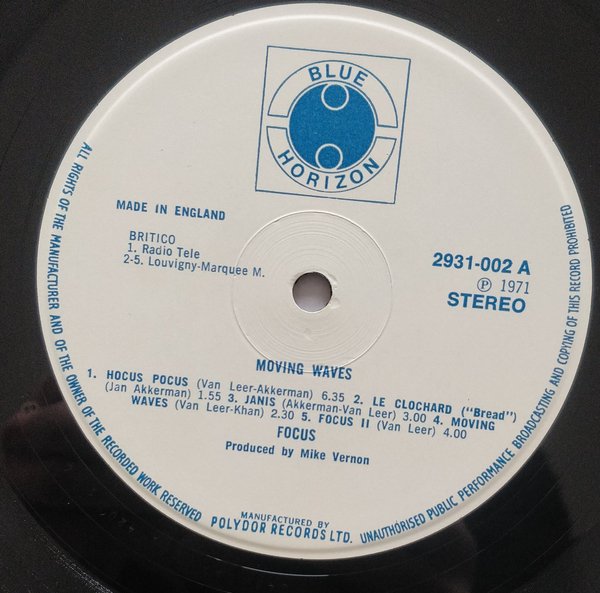 BLUE
HORIZON
MADE IN ENGLAND
BRITICO
1. Radio Tele
2-5. Louvigny-Marquee M.
2931-002 A
Ⓟ 1971
STEREO
MOVING WAVES
1. HOCUS POCUS (Van Leer-Akkerman) 6.35 2. LE CLOCHARD ("Bread")
(Jan Akkerman) 1.55 3. JANIS (Akkerman-Van Leer) 3.00 4. MOVING
WAVES (Van Leer-Khan) 2.30 5. FOCUS II (Van Leer) 4.00
FOCUS
Produced by Mike Vernon
ALL RIGHTS OF THE MANUFACTURER AND OF THE OWNER OF THE RECORDED WORK RESERVED
MANUFACTURED BY
POLYDOR RECORDS LTD.
UNAUTHORISED PUBLIC PERFORMANCE BROADCASTING AND COPYING OF THIS RECORD PROHIBITED